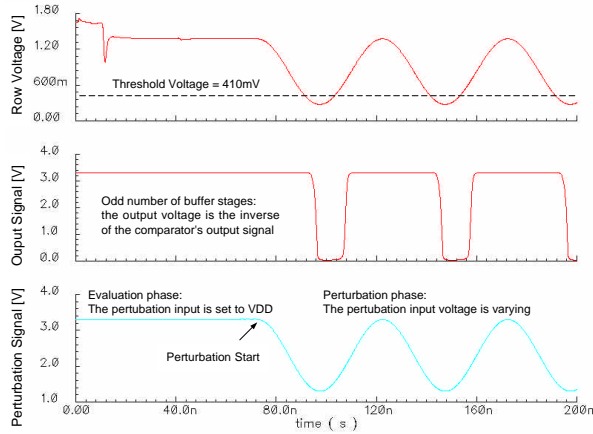 Row Voltage [V]
1.80
1.20
600m
0.00
Threshold Voltage = 410mV
Ouput Signal [V]
4.0
3.0
2.0
1.0
0.0
Odd number of buffer stages:
the output voltage is the inverse
of the comparator's output signal
Perturbation Signal [V]
4.0
3.0
2.0
1.0
Evaluation phase:
The pertubation input is set to VDD
Perturbation phase:
The pertubation input voltage is varying
Perturbation Start
0.00
40.0n
80.0n
120n
160n
200n
time ( s )